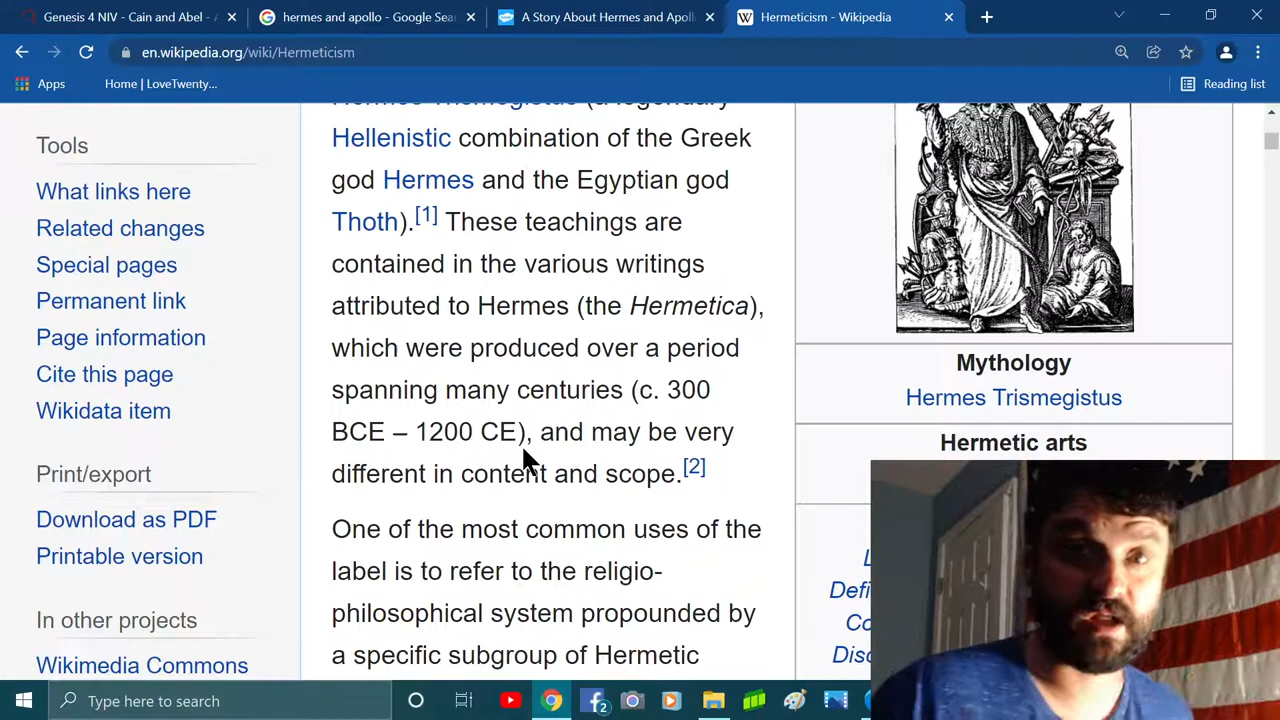 Genesis 4 NIV - Cain and Abel - A
hermes and apollo - Google Sea
A Story About Hermes and Apoll
Hermeticism - Wikipedia
en.wikipedia.org/wiki/Hermeticism
Apps
Home | LoveTwenty...
Reading list
Tools
What links here
Related changes
Special pages
Permanent link
Page information
Cite this page
Wikidata item
Print/export
Download as PDF
Printable version
In other projects
Wikimedia Commons
Hermes Trismegistus (a legendary
Hellenistic combination of the Greek
god Hermes and the Egyptian god
Thoth).[1] These teachings are
contained in the various writings
attributed to Hermes (the Hermetica),
which were produced over a period
spanning many centuries (c. 300
BCE – 1200 CE), and may be very
different in content and scope.[2]
One of the most common uses of the
label is to refer to the religio-
philosophical system propounded by
a specific subgroup of Hermetic
Mythology
Hermes Trismegistus
Hermetic arts
Defi
Co
Disc
Type here to search
2